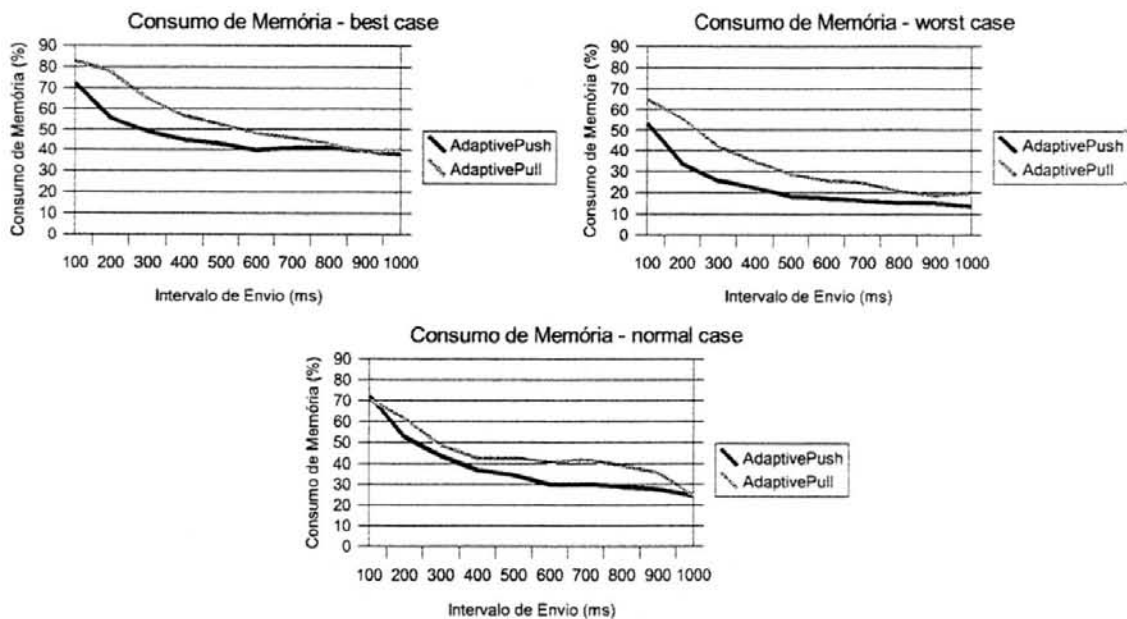 Consumo de Memória - best case
Consumo de Memória (%)
90
80
70
60
50
40
30
20
10
0
100 200 300 400 500 600 700 800 900 1000
Intervalo de Envio (ms)
AdaptivePush
AdaptivePull
Consumo de Memória - worst case
Consumo de Memória (%)
90
80
70
60
50
40
30
20
10
0
100 200 300 400 500 600 700 800 900 1000
Intervalo de Envio (ms)
AdaptivePush
AdaptivePull
Consumo de Memória - normal case
Consumo de Memória (%)
90
80
70
60
50
40
30
20
10
0
100 200 300 400 500 600 700 800 900 1000
Intervalo de Envio (ms)
AdaptivePush
AdaptivePull